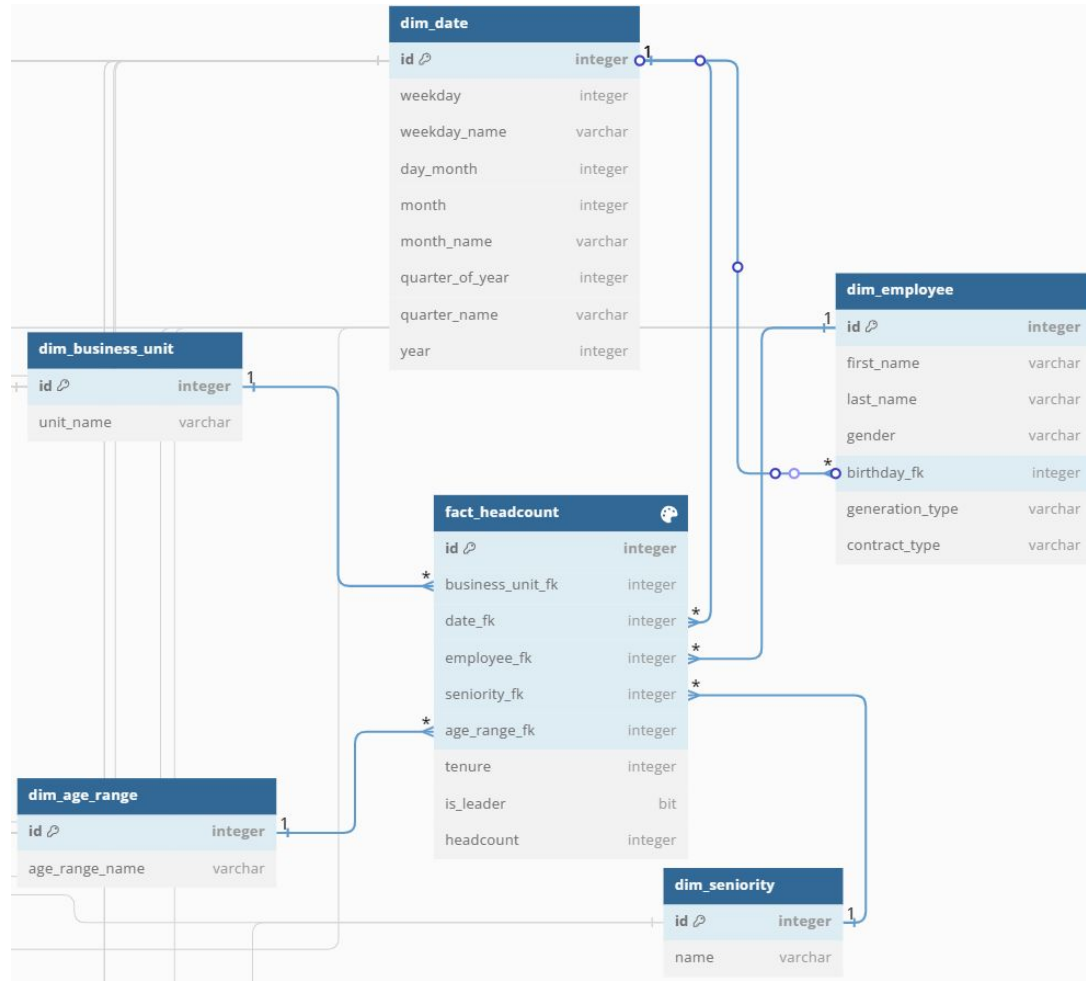 dim_date
id integer
weekday integer
weekday_name varchar
day_month integer
month integer
month_name varchar
quarter_of_year integer
quarter_name varchar
year integer
1
dim_employee
1
id integer
first_name varchar
last_name varchar
gender varchar
* birthday_fk integer
generation_type varchar
contract_type varchar
dim_business_unit
id integer 1
unit_name varchar
fact_headcount
id integer
* business_unit_fk integer
date_fk integer *
employee_fk integer *
seniority_fk integer *
* age_range_fk integer
tenure integer
is_leader bit
headcount integer
dim_age_range
id integer 1
age_range_name varchar
dim_seniority
id integer 1
name varchar